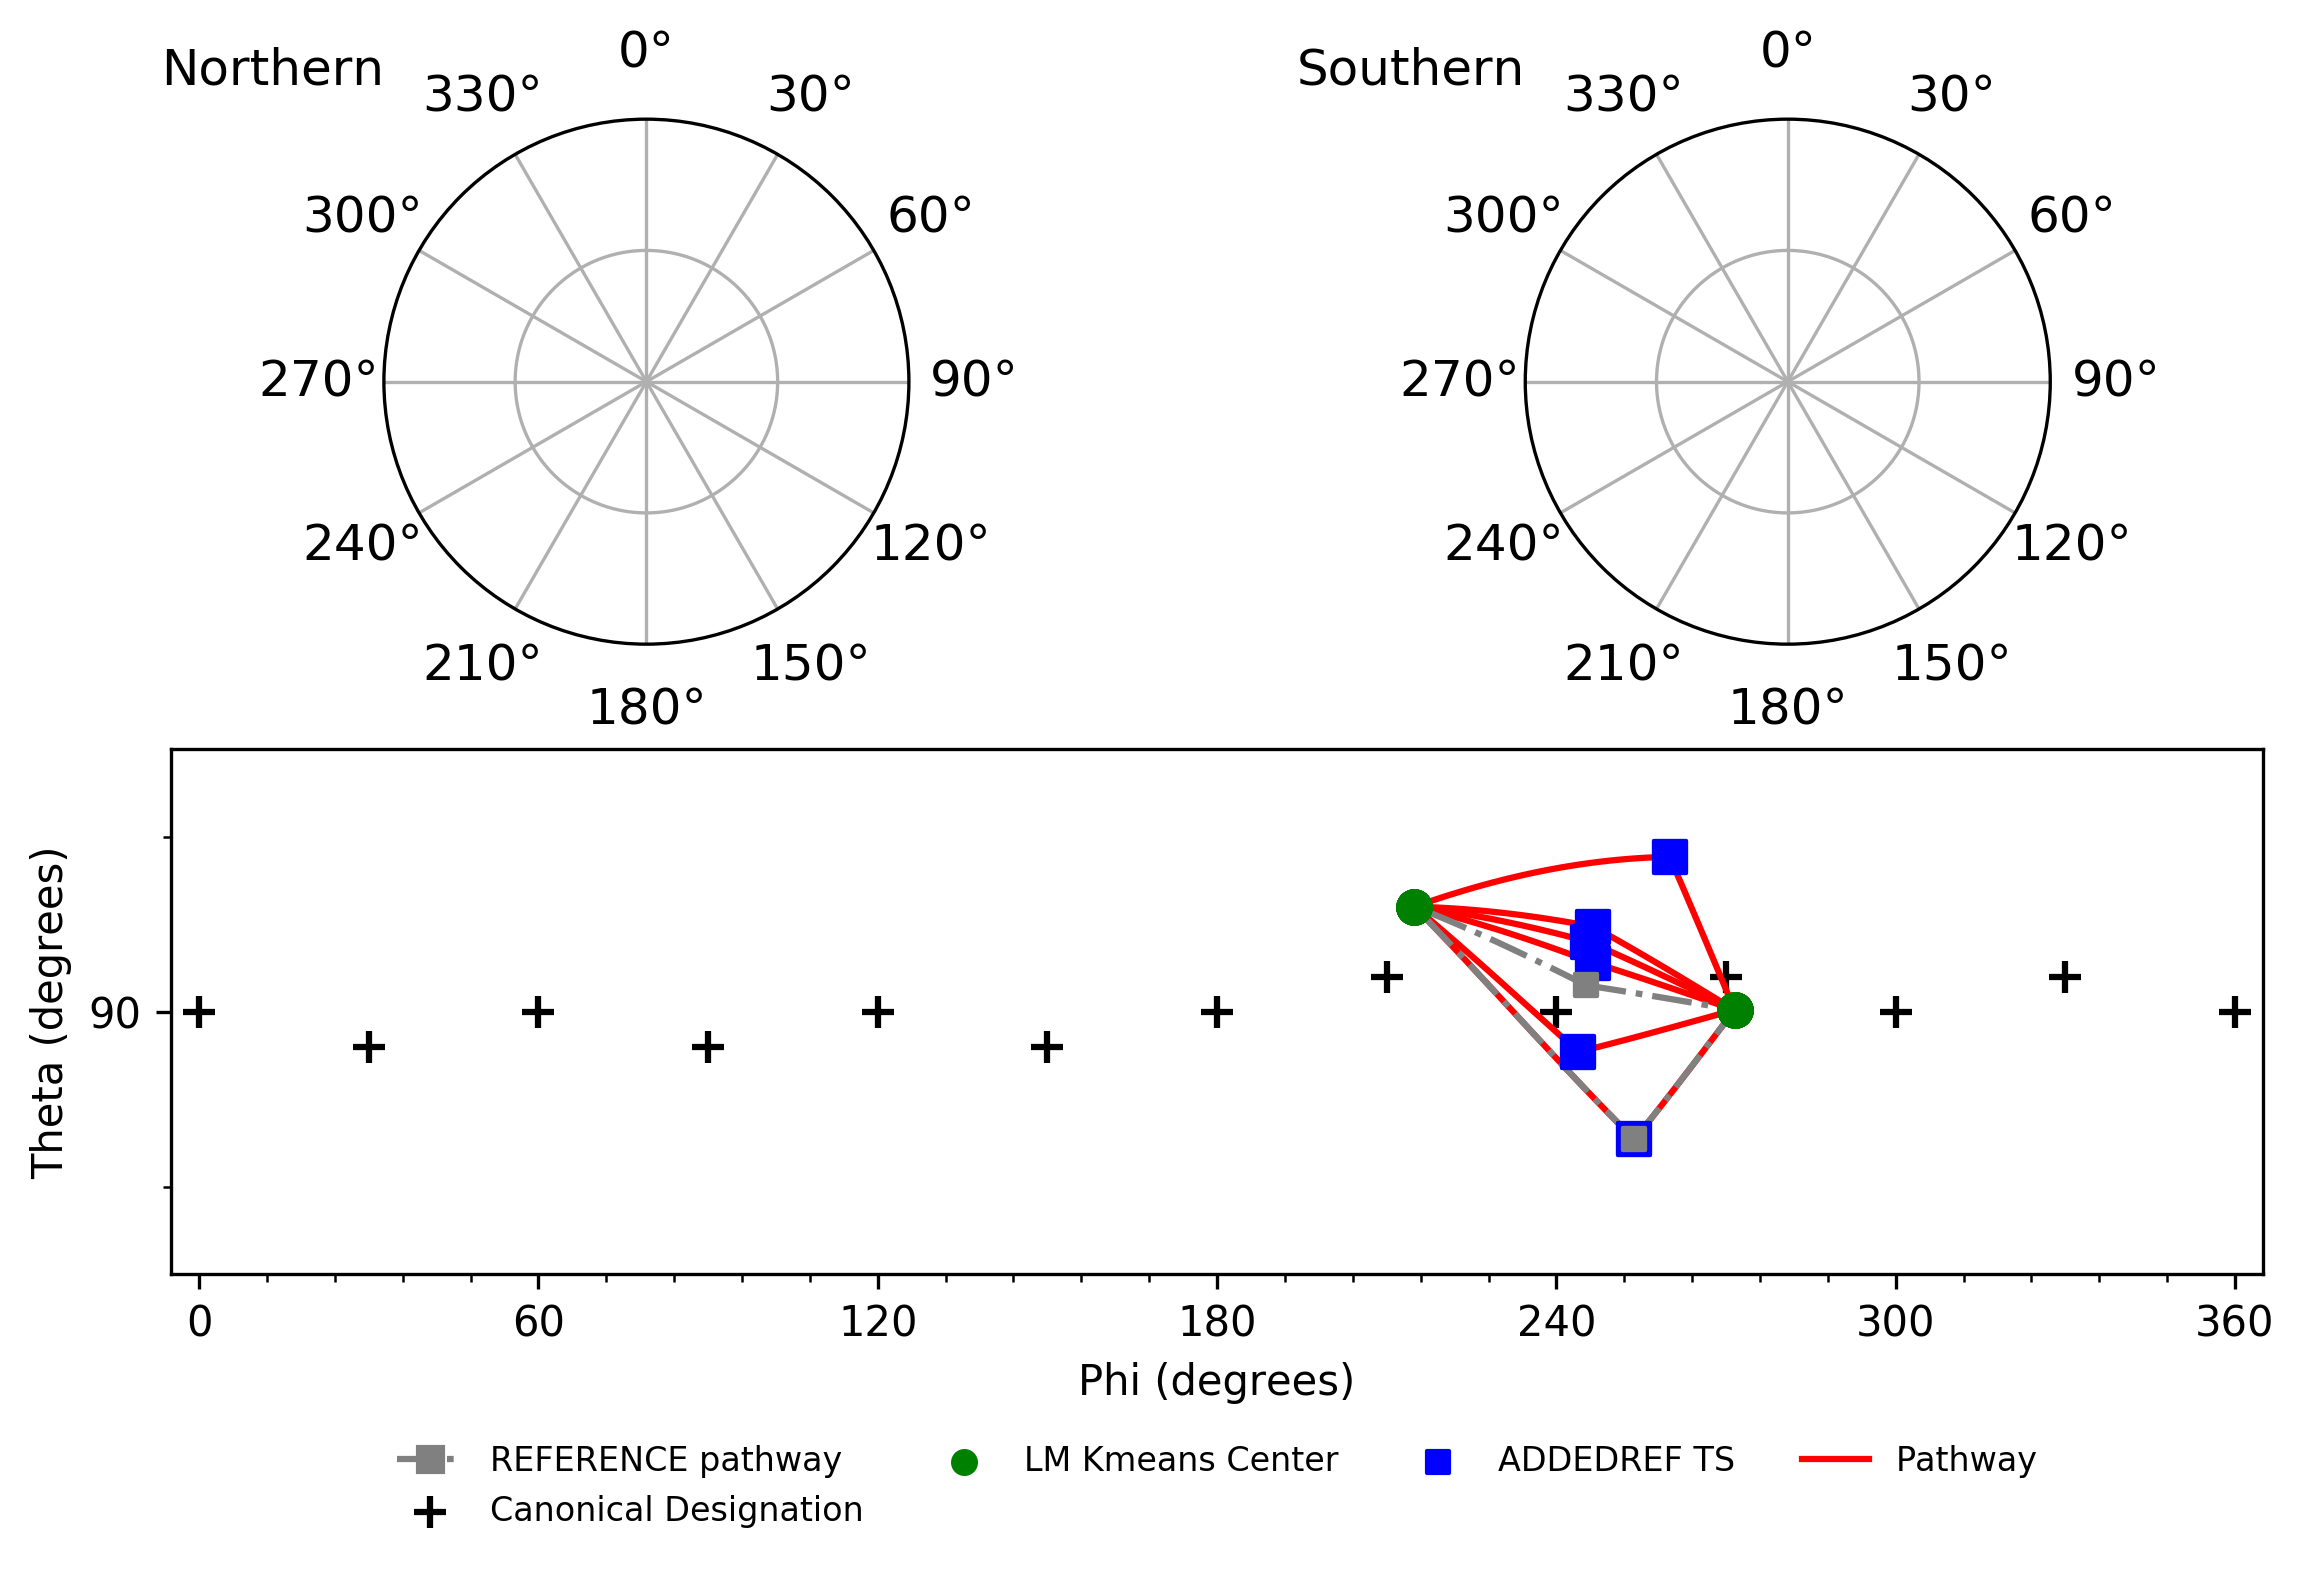 Northern
0°
30°
60°
90°
120°
150°
180°
210°
240°
270°
300°
330°
Southern
0°
30°
60°
90°
120°
150°
180°
210°
240°
270°
300°
330°
Theta (degrees)
90
0 60 120 180 240 300 360
Phi (degrees)
REFERENCE pathway
Canonical Designation
LM Kmeans Center
ADDEDREF TS
Pathway